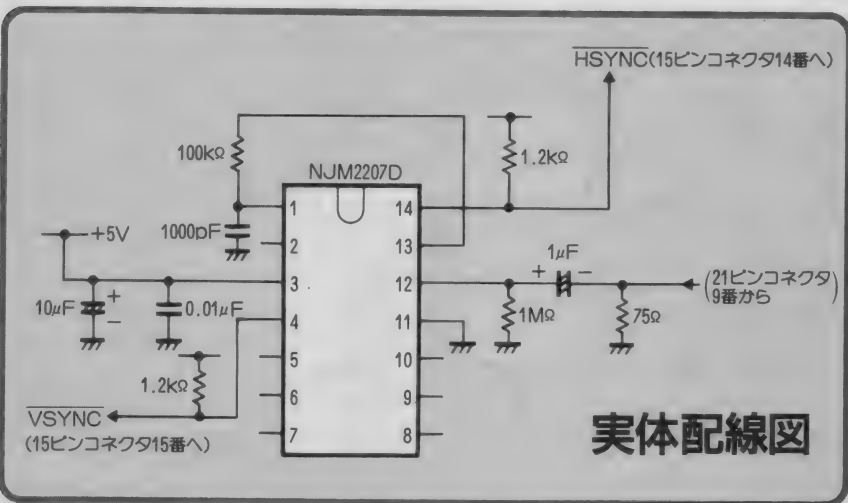 HSYNC(15ピンコネクタ14番へ)
100kΩ
1.2kΩ
NJM2207D
1
14
1000pF
2
13
+5V
1μF
3
12
+ −
(21ピンコネクタ
9番から)
10μF
+
−
0.01μF
4
11
1MΩ
75Ω
5
10
1.2kΩ
6
9
VSYNC
(15ピンコネクタ15番へ)
7
8
実体配線図